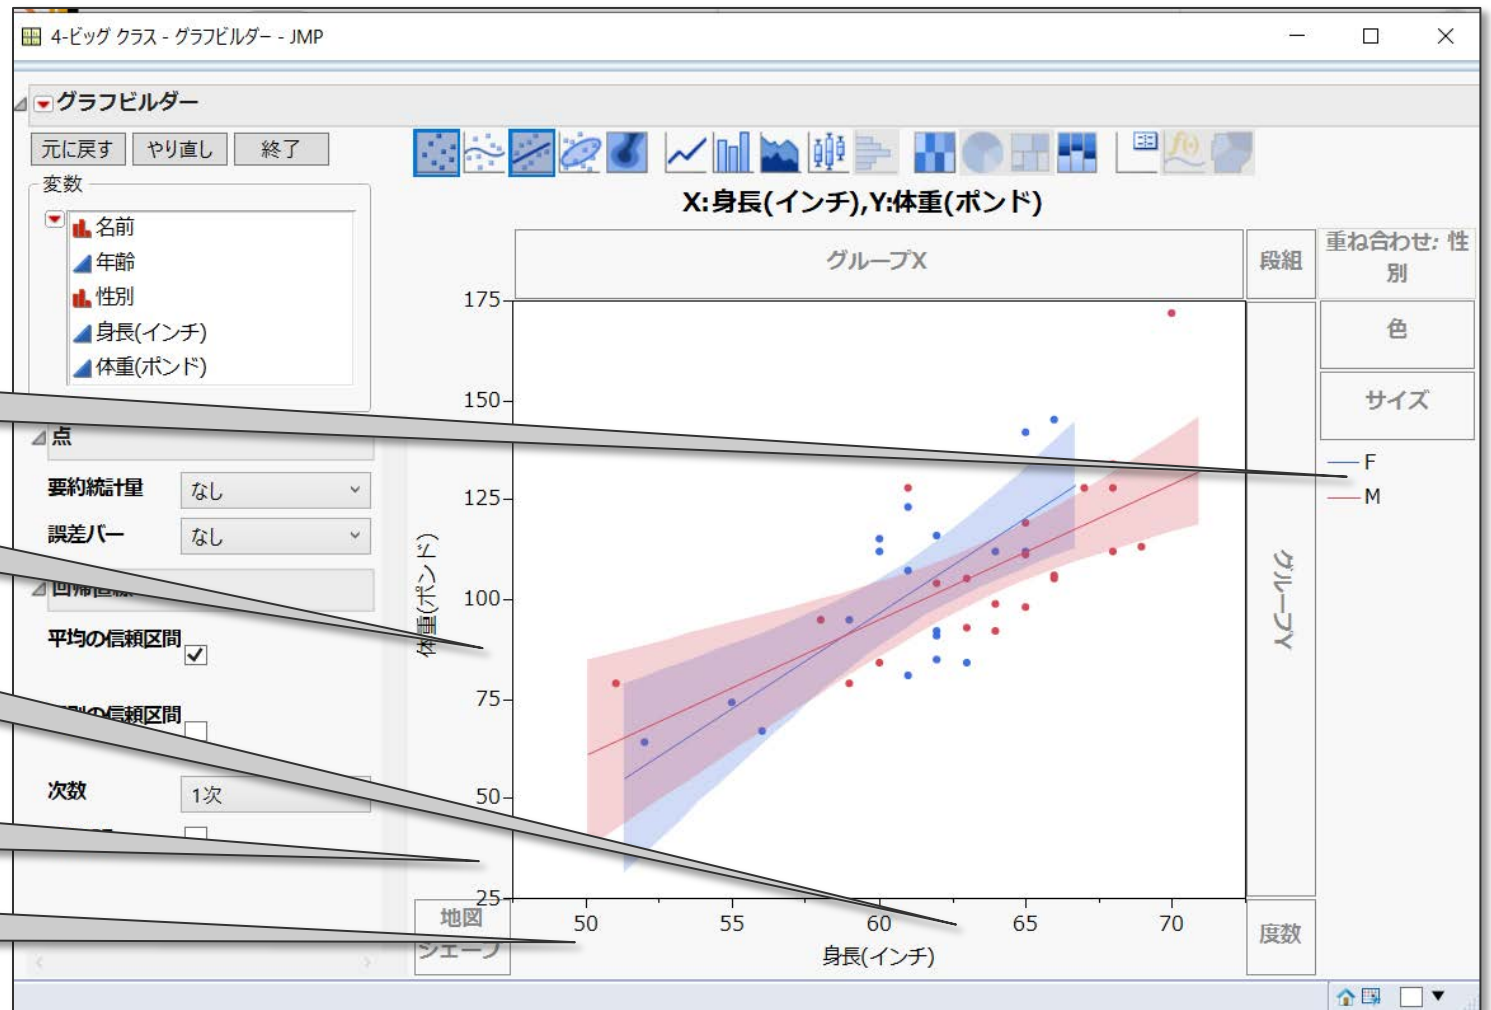 4-ビッグ クラス - グラフビルダー - JMP
グラフビルダー
元に戻す やり直し 終了
変数
名前
年齢
性別
身長(インチ)
体重(ポンド)
点
要約統計量 なし
誤差バー なし
平均の信頼区間
の信頼区間
次数 1次
X:身長(インチ),Y:体重(ポンド)
グループX
段組
重ね合わせ: 性
別
色
サイズ
F
M
175
150
125
100
75
50
25
体重(ポンド)
グループY
50 55 60 65 70
身長(インチ)
地図
シェープ
度数